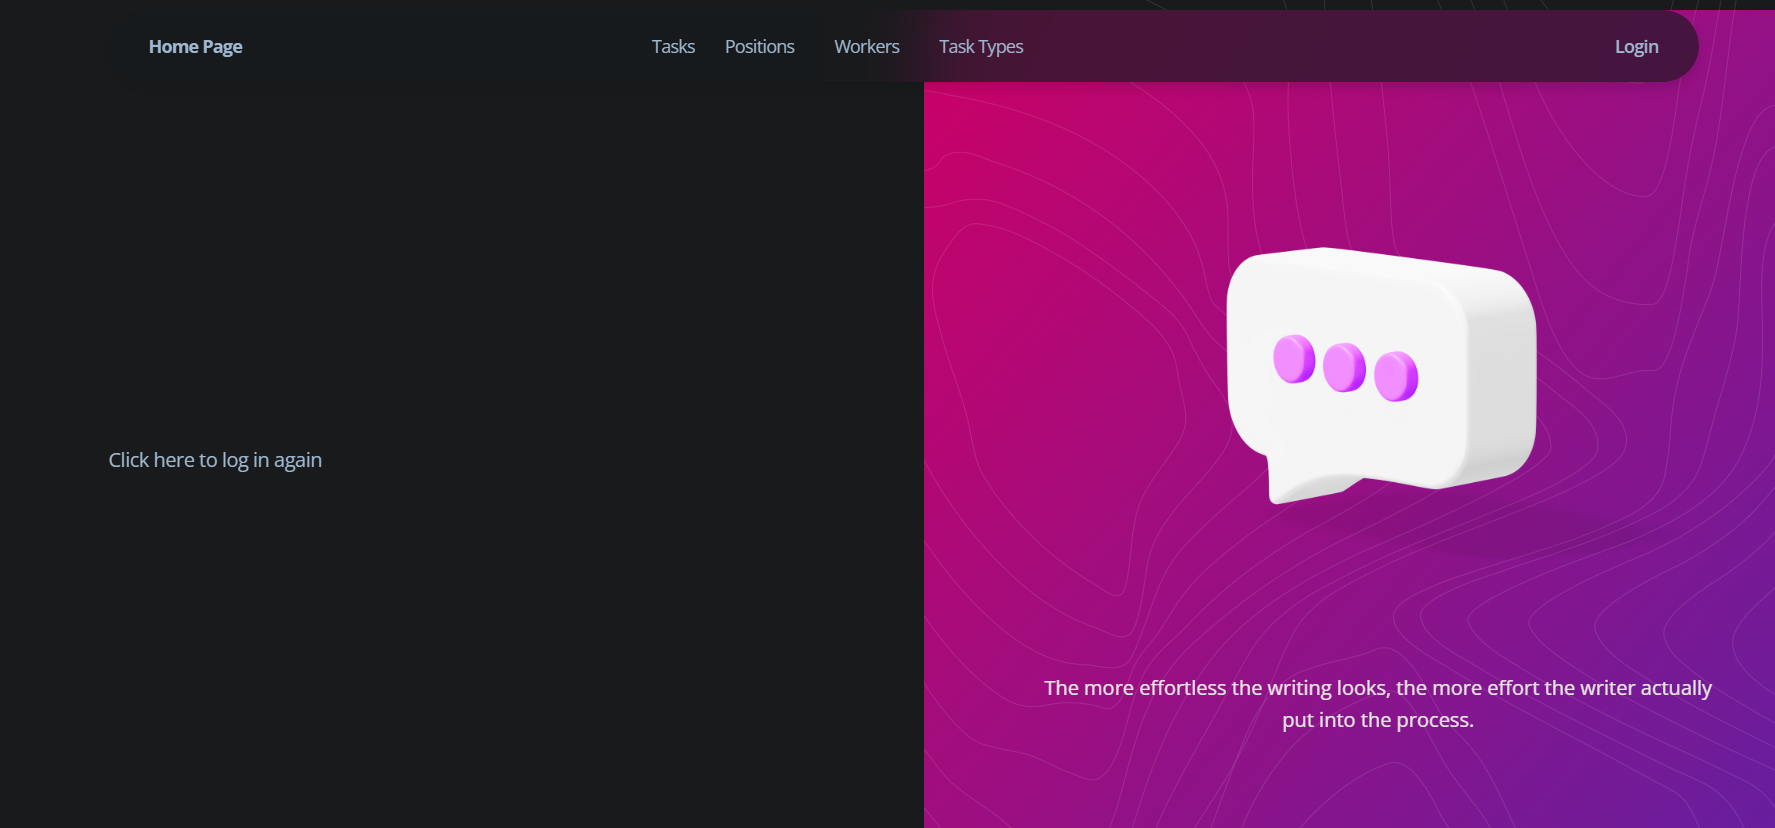 Home Page
Tasks
Positions
Workers
Task Types
Login
Click here to log in again
The more effortless the writing looks, the more effort the writer actually
put into the process.